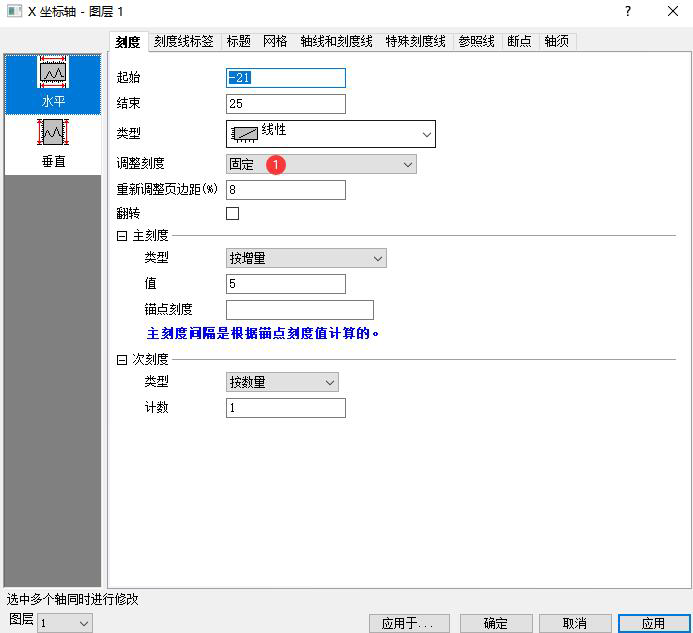 X 坐标轴 - 图层 1
? ×
刻度 刻度线标签 标题 网格 轴线和刻度线 特殊刻度线 参照线 断点 轴须
水平
垂直
起始 -21
结束 25
类型 线性
调整刻度 固定 1
重新调整页边距(%) 8
翻转
主刻度
类型 按增量
值 5
锚点刻度
主刻度间隔是根据锚点刻度值计算的。
次刻度
类型 按数量
计数 1
选中多个轴同时进行修改
图层 1
应用于... 确定 取消 应用